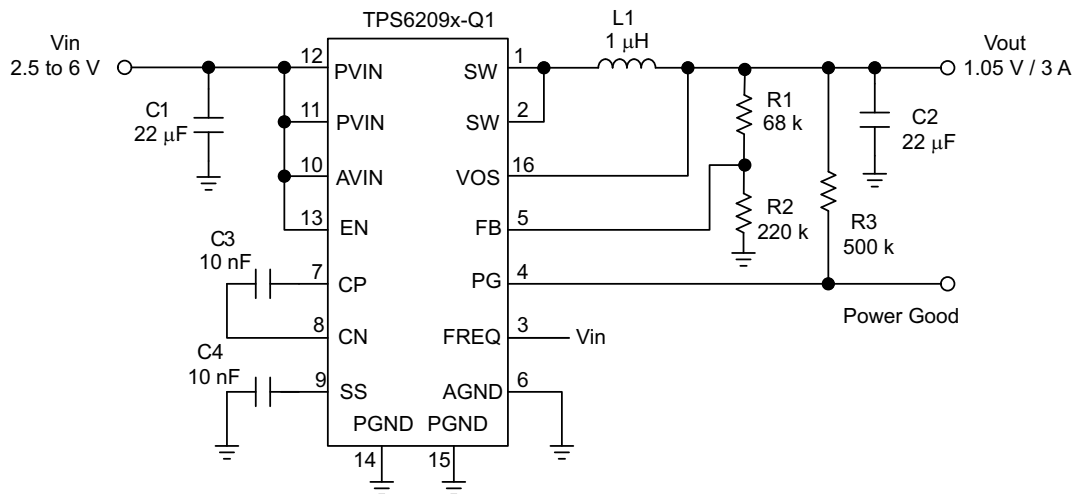 TPS6209x-Q1
Vin
2.5 to 6 V
C1
22 μF
12
PVIN
11
PVIN
10
AVIN
13
EN
C3
10 nF
7
CP
8
CN
C4
10 nF
9
SS
PGND
PGND
14
15
SW
1
SW
2
VOS
16
FB
5
PG
4
FREQ
3
Vin
AGND
6
L1
1 μH
R1
68 k
R2
220 k
R3
500 k
C2
22 μF
Vout
1.05 V / 3 A
Power Good